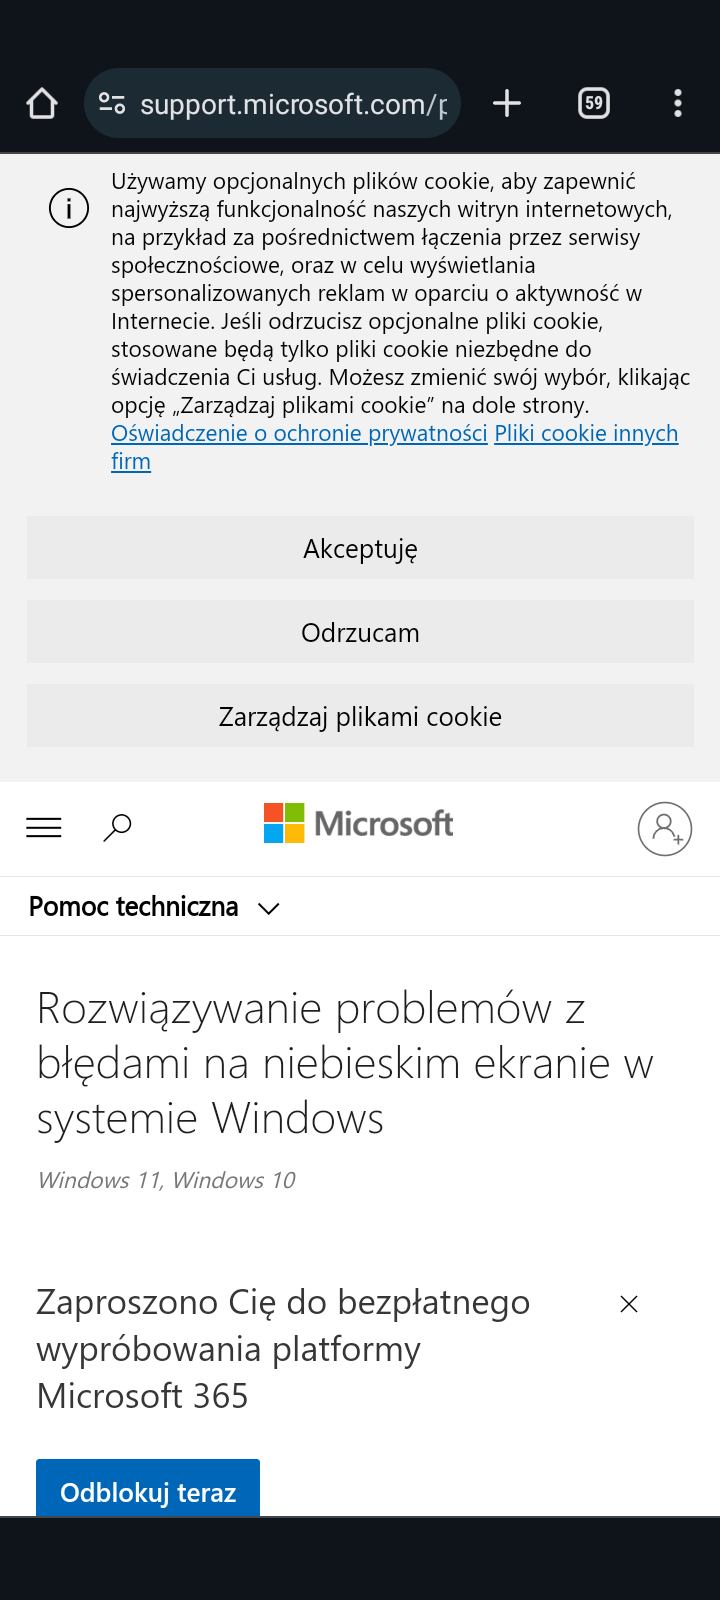 support.microsoft.com/p
59
Używamy opcjonalnych plików cookie, aby zapewnić
najwyższą funkcjonalność naszych witryn internetowych,
na przykład za pośrednictwem łączenia przez serwisy
społecznościowe, oraz w celu wyświetlania
spersonalizowanych reklam w oparciu o aktywność w
Internecie. Jeśli odrzucisz opcjonalne pliki cookie,
stosowane będą tylko pliki cookie niezbędne do
świadczenia Ci usług. Możesz zmienić swój wybór, klikając
opcję „Zarządzaj plikami cookie” na dole strony.
Oświadczenie o ochronie prywatności Pliki cookie innych
firm
Akceptuję
Odrzucam
Zarządzaj plikami cookie
Microsoft
Pomoc techniczna
Rozwiązywanie problemów z
błędami na niebieskim ekranie w
systemie Windows
Windows 11, Windows 10
Zaproszono Cię do bezpłatnego
wypróbowania platformy
Microsoft 365
Odblokuj teraz